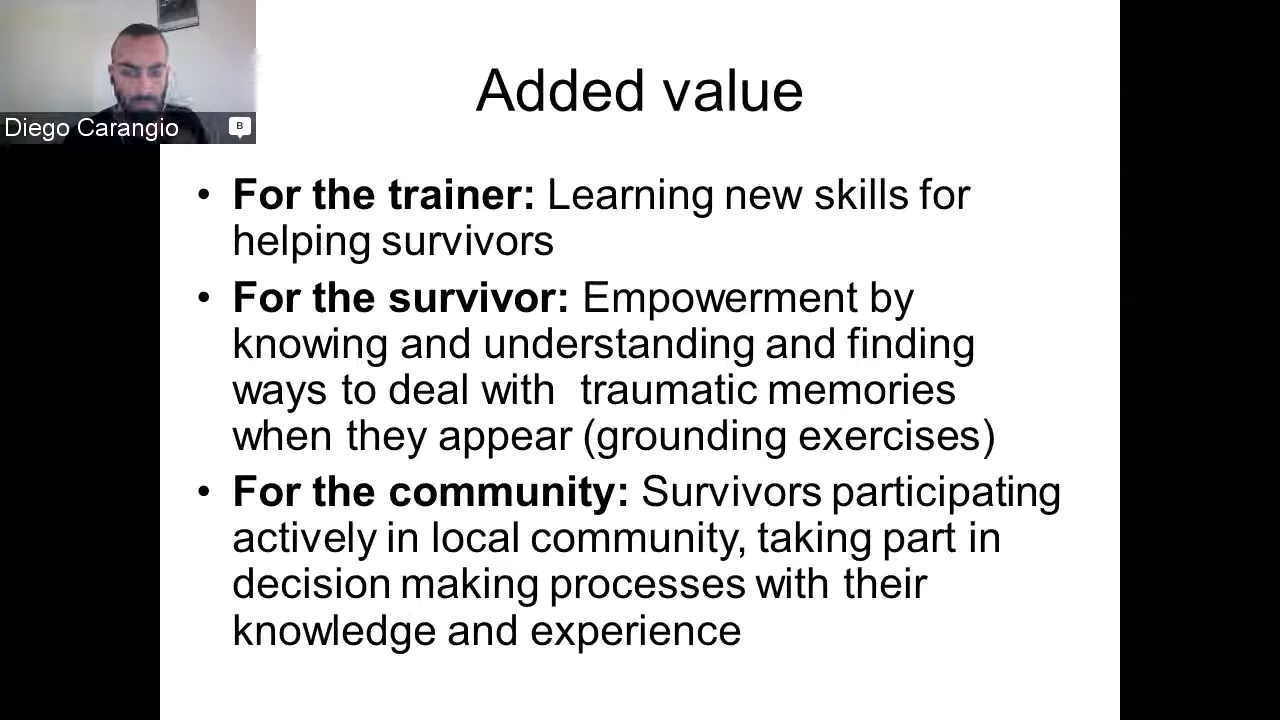 Diego Carangio
B
Added value
• For the trainer: Learning new skills for
helping survivors
• For the survivor: Empowerment by
knowing and understanding and finding
ways to deal with  traumatic memories
when they appear (grounding exercises)
• For the community: Survivors participating
actively in local community, taking part in
decision making processes with their
knowledge and experience